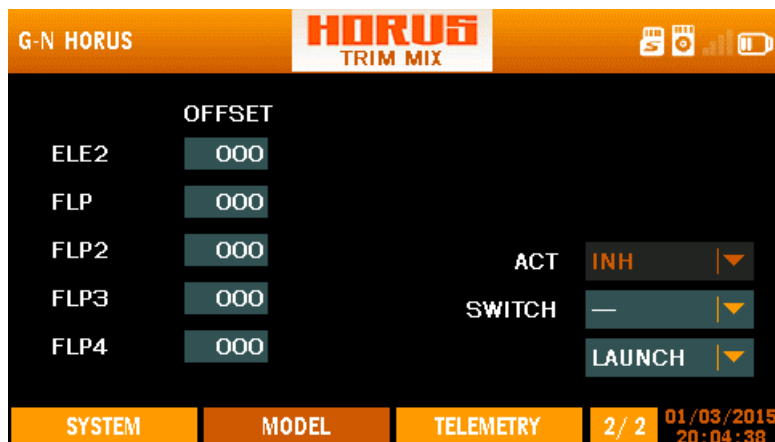 G-N HORUS
HORUS
TRIM MIX
OFFSET
ELE2 000
FLP 000
FLP2 000
ACT INH
FLP3 000
SWITCH —
FLP4 000
LAUNCH
SYSTEM MODEL TELEMETRY 2/ 2 01/03/2015
20:04:38